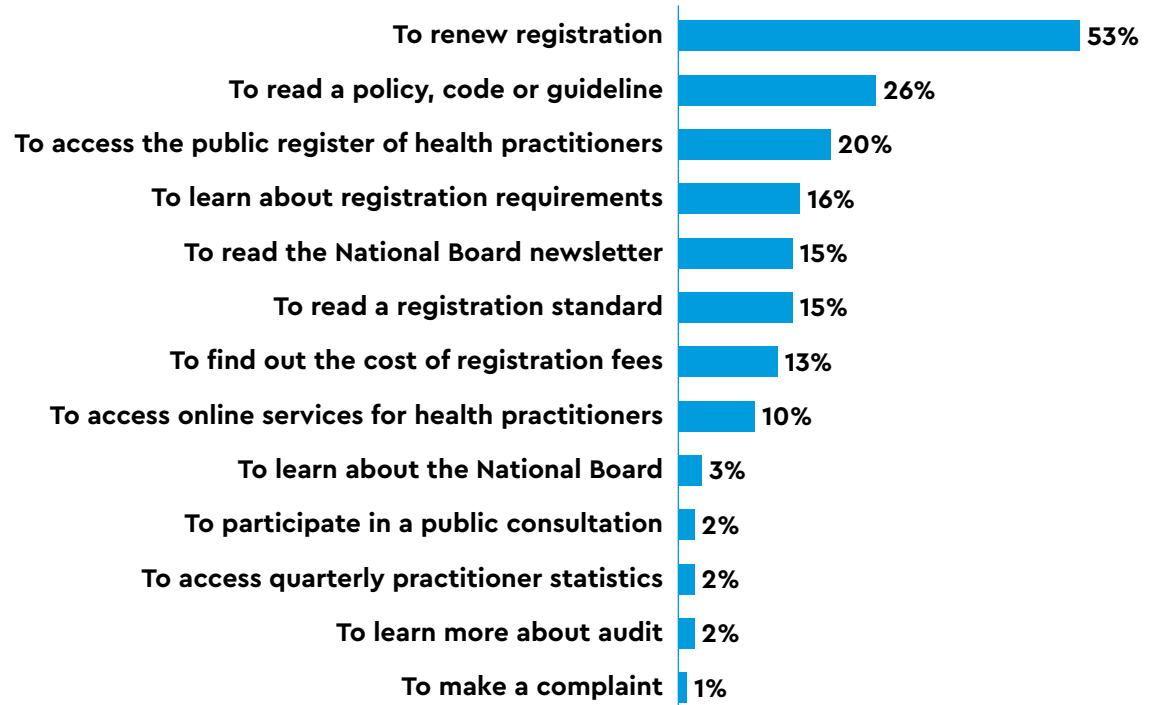 To renew registration 53%
To read a policy, code or guideline 26%
To access the public register of health practitioners 20%
To learn about registration requirements 16%
To read the National Board newsletter 15%
To read a registration standard 15%
To find out the cost of registration fees 13%
To access online services for health practitioners 10%
To learn about the National Board 3%
To participate in a public consultation 2%
To access quarterly practitioner statistics 2%
To learn more about audit 2%
To make a complaint 1%